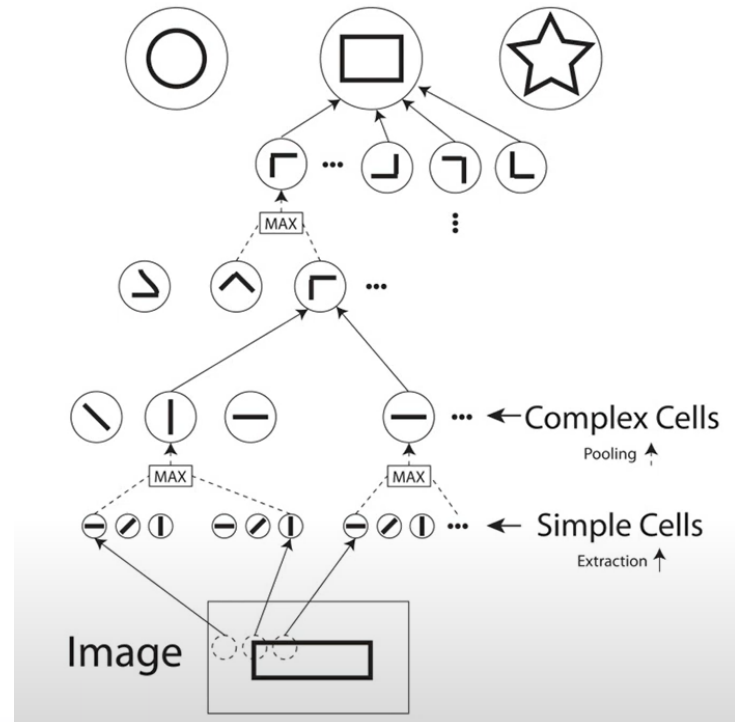 MAX
MAX
MAX
Complex Cells
Pooling
Simple Cells
Extraction
Image